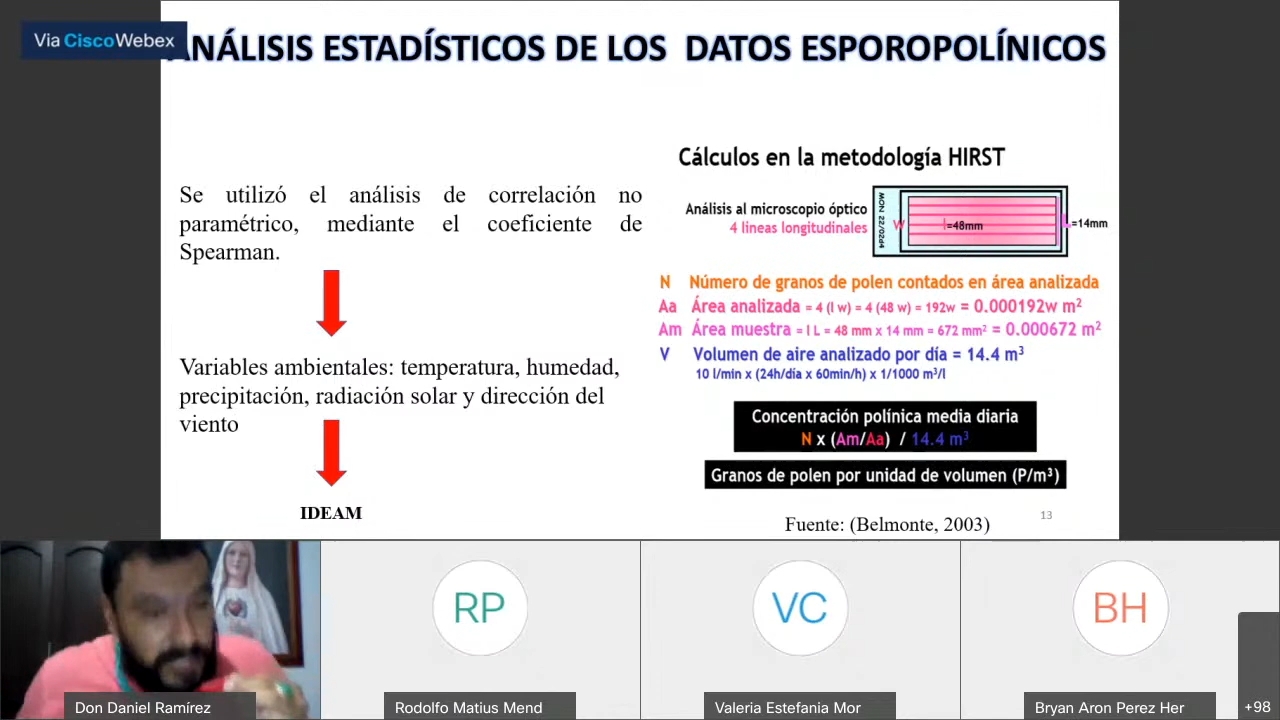 Via Cisco Webex
ANÁLISIS ESTADÍSTICOS DE LOS DATOS ESPOROPOLÍNICOS
Se utilizó el análisis de correlación no
paramétrico, mediante el coeficiente de
Spearman.
Variables ambientales: temperatura, humedad,
precipitación, radiación solar y dirección del
viento
IDEAM
Cálculos en la metodología HIRST
Análisis al microscopio óptico
4 lineas longitudinales
MON 22/0204
W
l=48mm
L=14mm
N Número de granos de polen contados en área analizada
Aa Área analizada = 4 (l w) = 4 (48 w) = 192w = 0.000192w m²
Am Área muestra = l L = 48 mm x 14 mm = 672 mm² = 0.000672 m²
V Volumen de aire analizado por día = 14.4 m³
10 l/min x (24h/día x 60min/h) x 1/1000 m³/l
Concentración polínica media diaria
N x (Am/Aa) / 14.4 m³
Granos de polen por unidad de volumen (P/m³)
Fuente: (Belmonte, 2003)
13
RP
VC
BH
Don Daniel Ramírez
Rodolfo Matius Mend
Valeria Estefania Mor
Bryan Aron Perez Her
+98